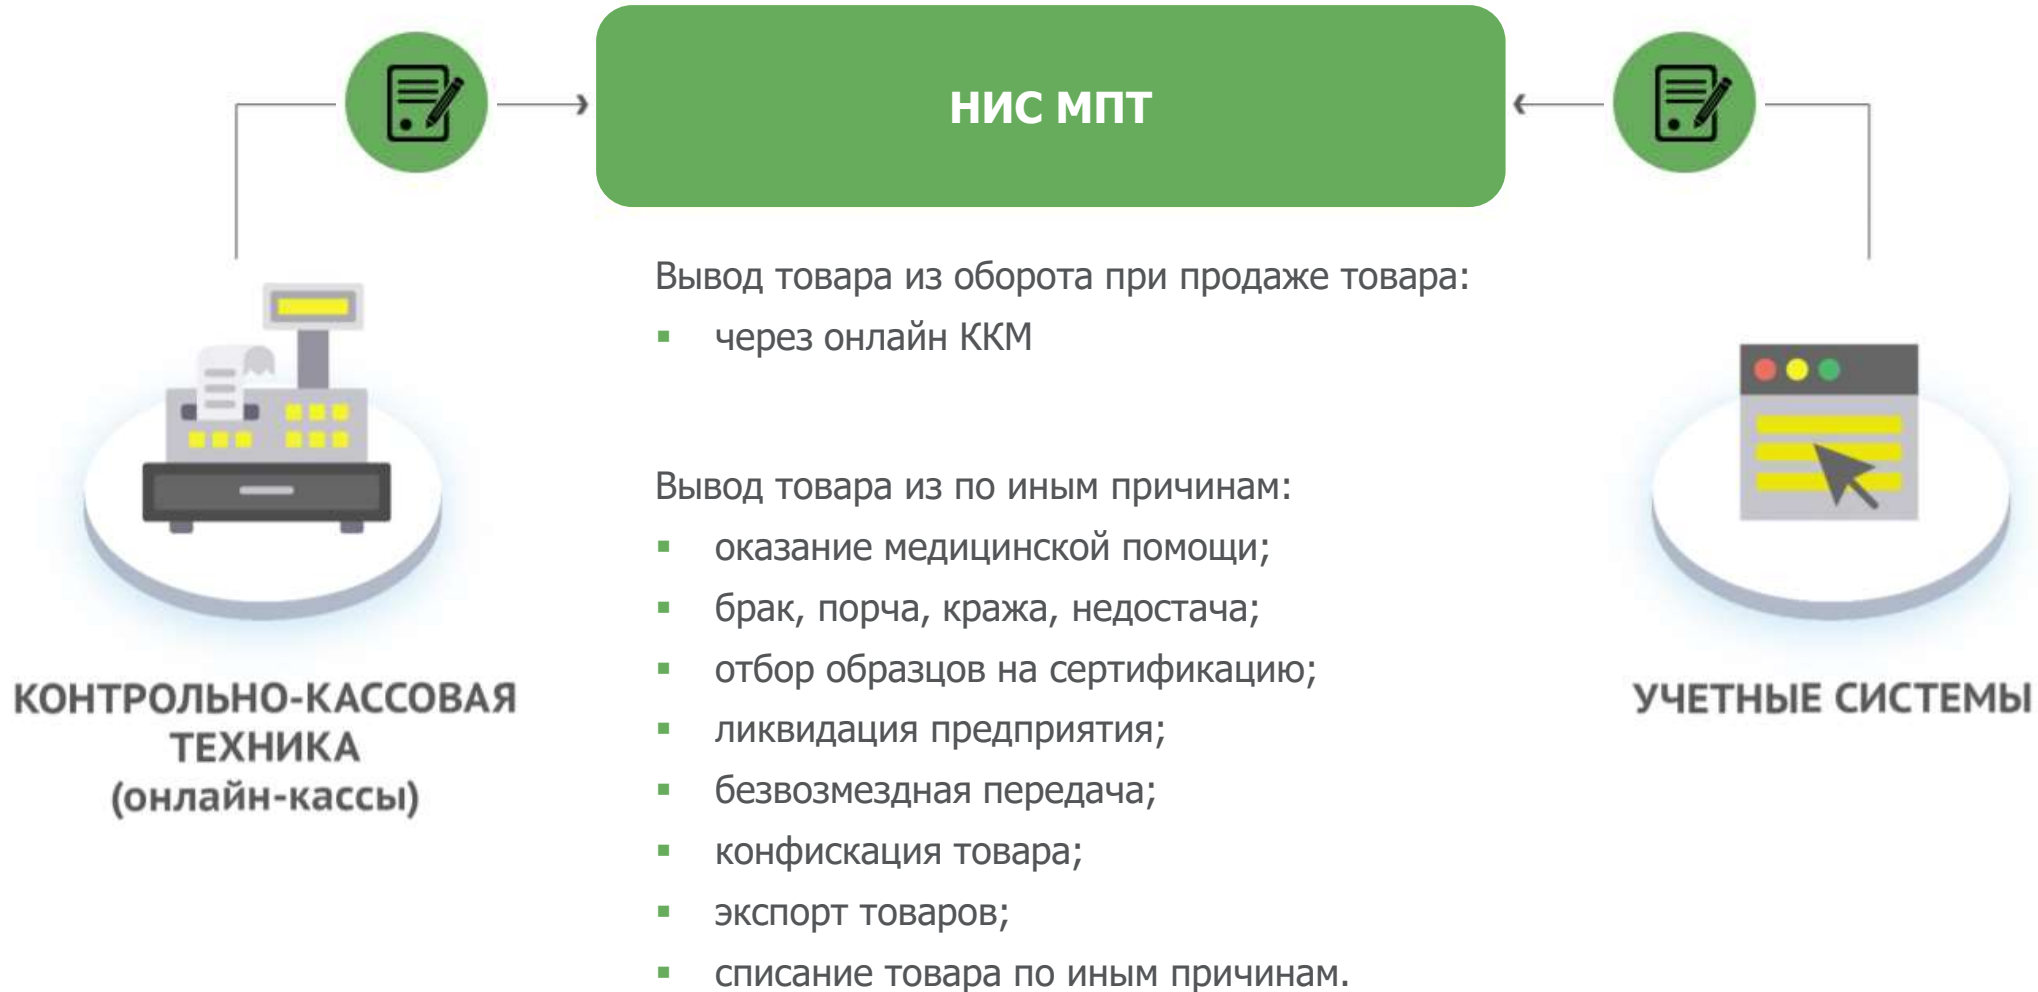 НИС МПТ
Вывод товара из оборота при продаже товара:
▪ через онлайн ККМ
Вывод товара из по иным причинам:
▪ оказание медицинской помощи;
▪ брак, порча, кража, недостача;
▪ отбор образцов на сертификацию;
▪ ликвидация предприятия;
▪ безвозмездная передача;
▪ конфискация товара;
▪ экспорт товаров;
▪ списание товара по иным причинам.
КОНТРОЛЬНО-КАССОВАЯ
ТЕХНИКА
(онлайн-кассы)
УЧЕТНЫЕ СИСТЕМЫ